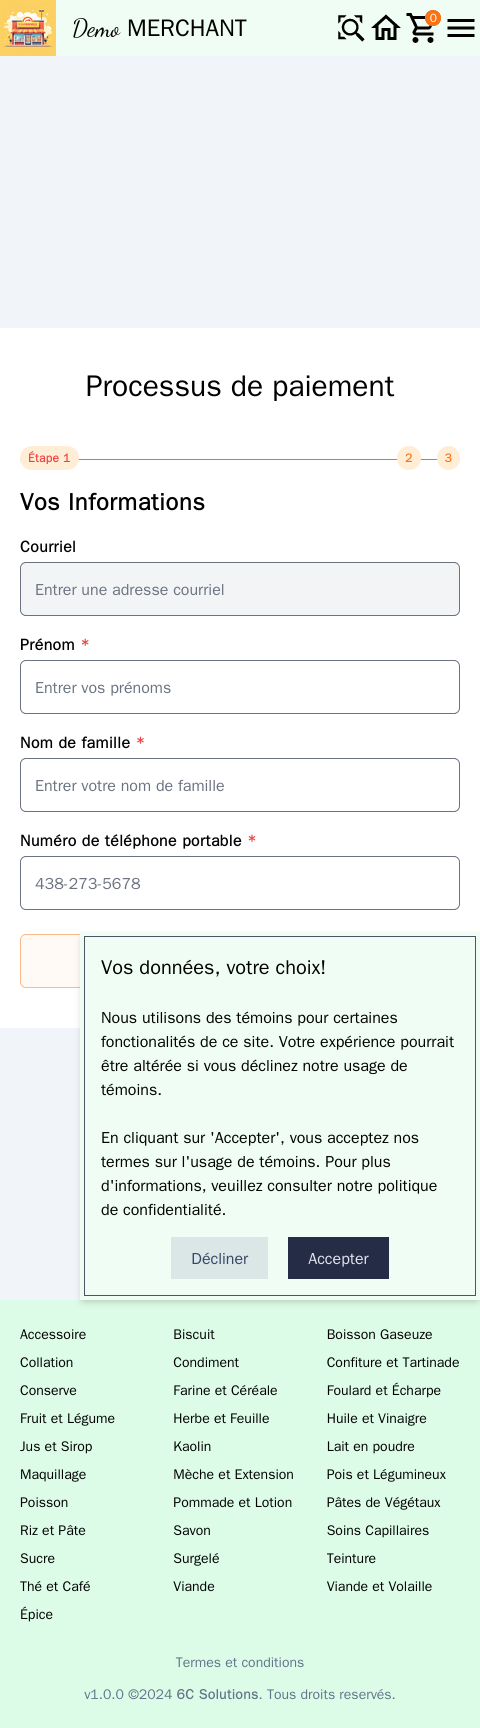 Demo MERCHANT
0
Processus de paiement
Étape 1
2
3
Vos Informations
Courriel
Entrer une adresse courriel
Prénom *
Entrer vos prénoms
Nom de famille *
Entrer votre nom de famille
Numéro de téléphone portable *
438-273-5678
Vos données, votre choix!
Nous utilisons des témoins pour certaines
fonctionalités de ce site. Votre expérience pourrait
être altérée si vous déclinez notre usage de
témoins.
En cliquant sur 'Accepter', vous acceptez nos
termes sur l'usage de témoins. Pour plus
d'informations, veuillez consulter notre politique
de confidentialité.
Décliner
Accepter
Accessoire
Biscuit
Boisson Gaseuze
Collation
Condiment
Confiture et Tartinade
Conserve
Farine et Céréale
Foulard et Écharpe
Fruit et Légume
Herbe et Feuille
Huile et Vinaigre
Jus et Sirop
Kaolin
Lait en poudre
Maquillage
Mèche et Extension
Pois et Légumineux
Poisson
Pommade et Lotion
Pâtes de Végétaux
Riz et Pâte
Savon
Soins Capillaires
Sucre
Surgelé
Teinture
Thé et Café
Viande
Viande et Volaille
Épice
Termes et conditions
v1.0.0 ©2024 6C Solutions. Tous droits reservés.